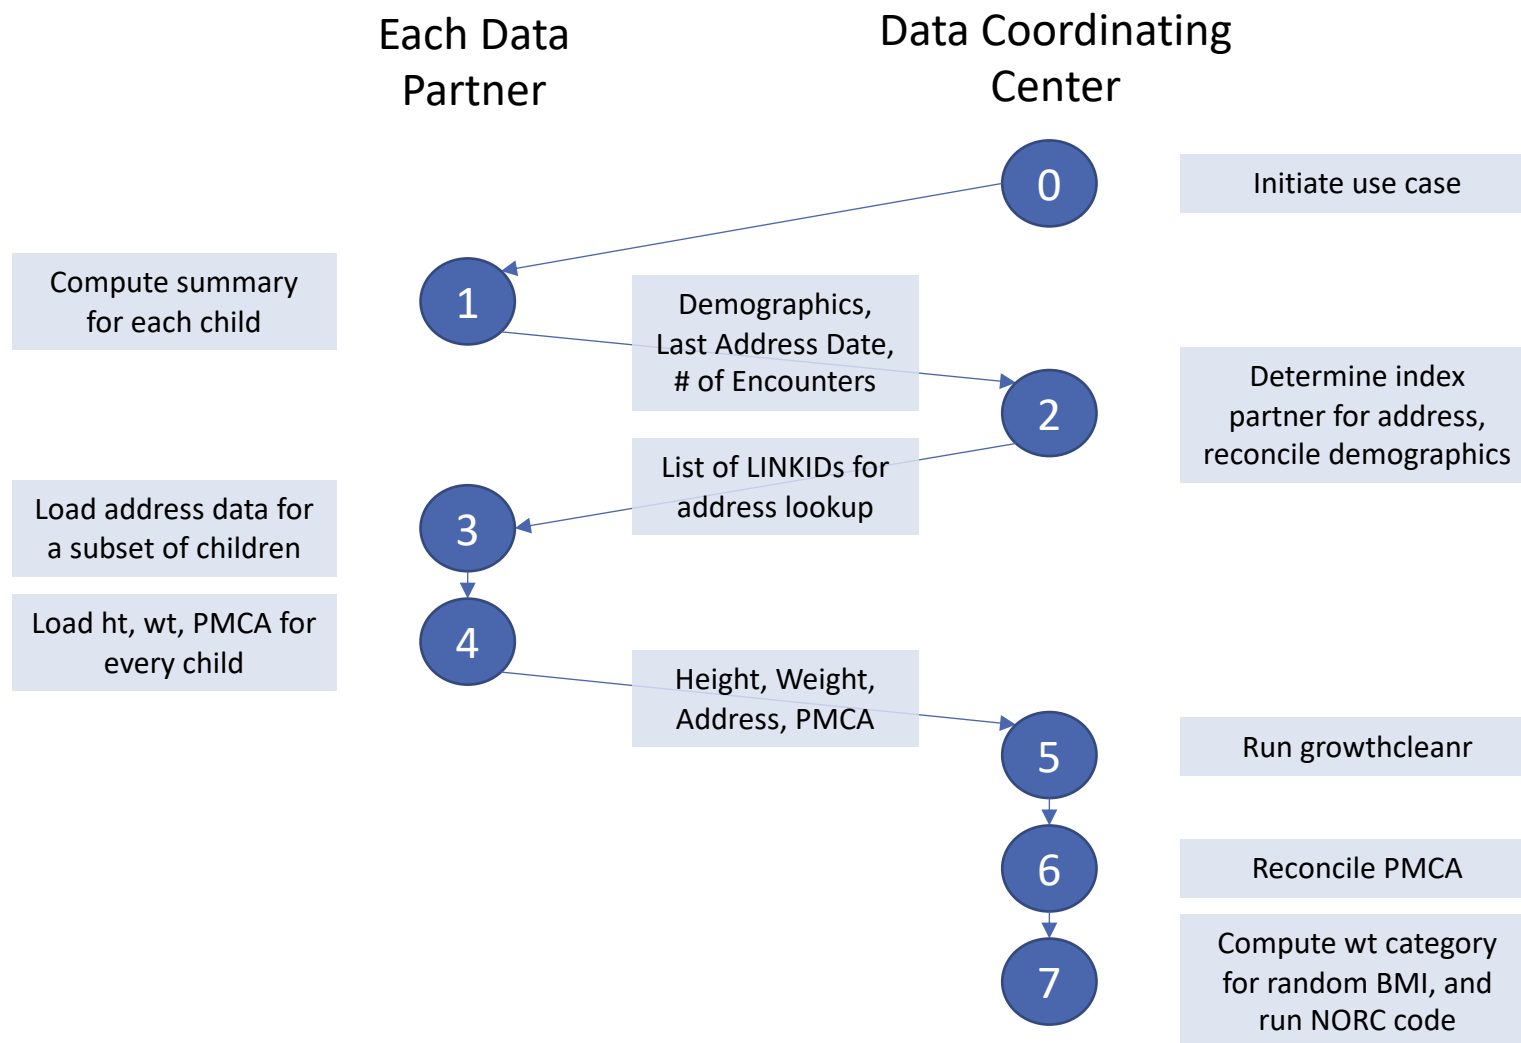 Each Data
Partner
Data Coordinating
Center
0
Initiate use case
Compute summary
for each child
1
Demographics,
Last Address Date,
# of Encounters
2
Determine index
partner for address,
reconcile demographics
List of LINKIDs for
address lookup
Load address data for
a subset of children
3
Load ht, wt, PMCA for
every child
4
Height, Weight,
Address, PMCA
5
Run growthcleanr
6
Reconcile PMCA
7
Compute wt category
for random BMI, and
run NORC code